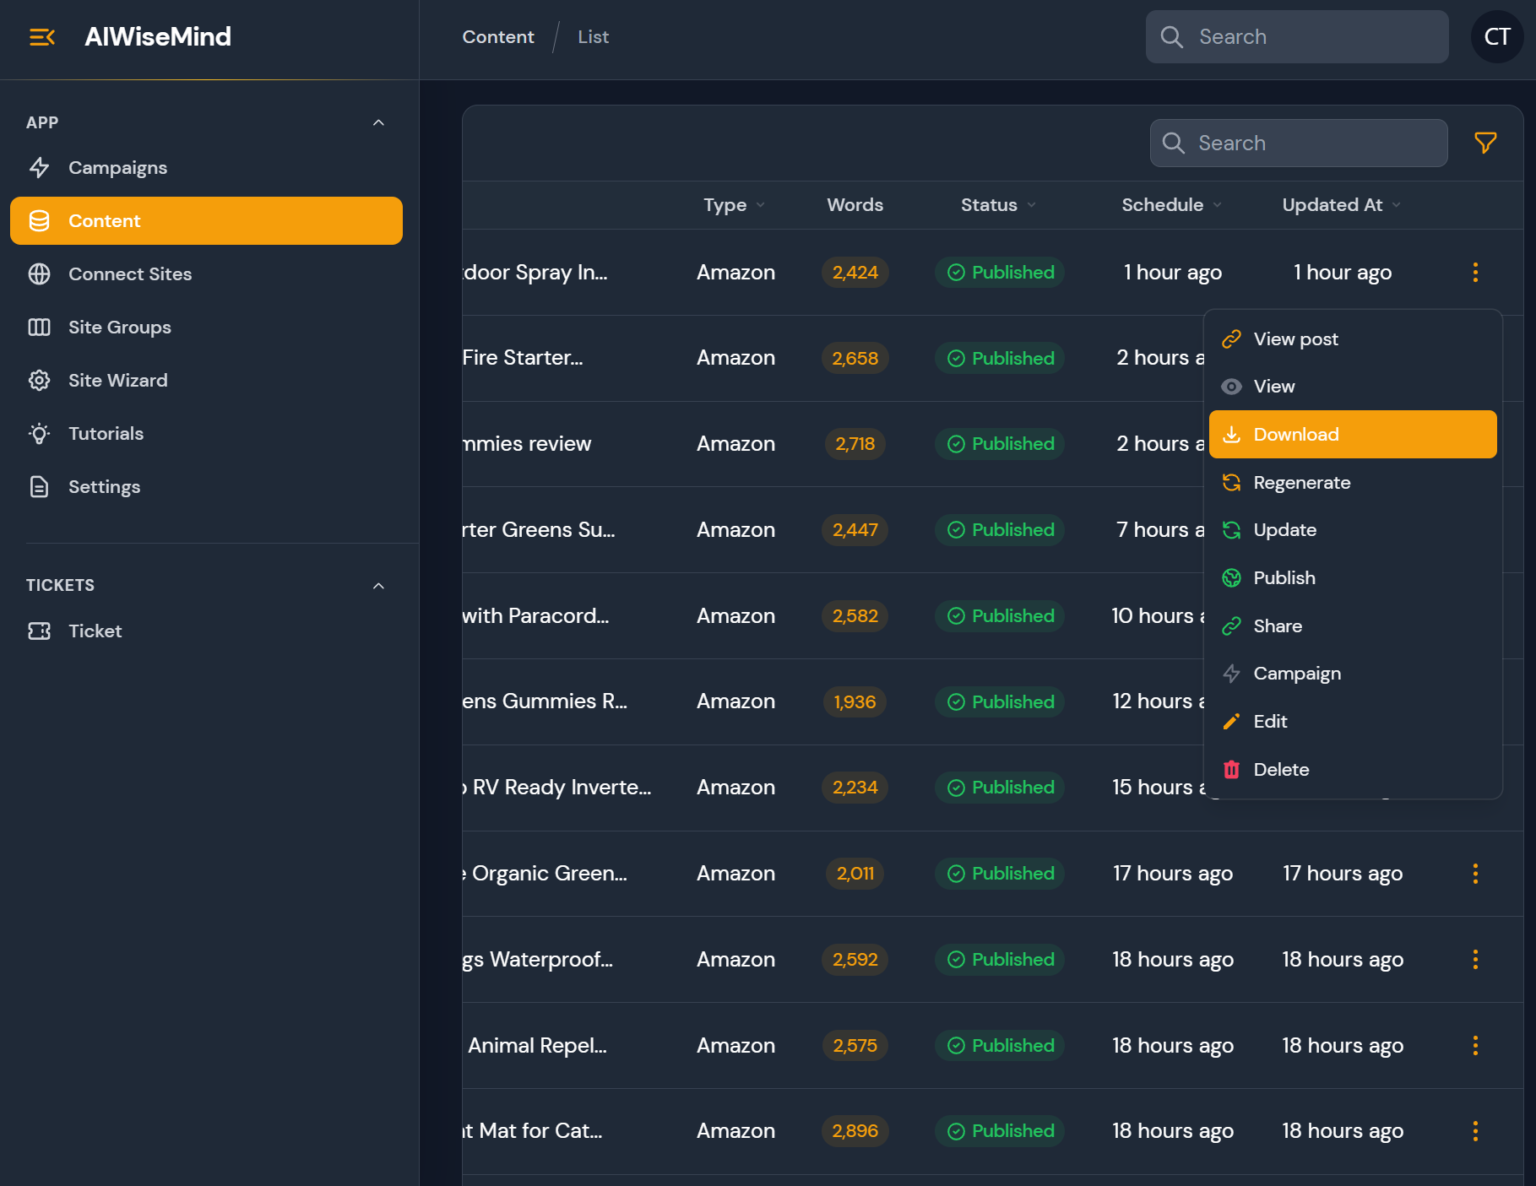 AIWiseMind
Content / List
Search
CT
APP
Campaigns
Content
Connect Sites
Site Groups
Site Wizard
Tutorials
Settings
TICKETS
Ticket
Search
Type Words Status Schedule Updated At
door Spray In... Amazon 2,424 Published 1 hour ago 1 hour ago
Fire Starter... Amazon 2,658 Published 2 hours a
mmies review Amazon 2,718 Published 2 hours a
rter Greens Su... Amazon 2,447 Published 7 hours a
with Paracord... Amazon 2,582 Published 10 hours a
ens Gummies R... Amazon 1,936 Published 12 hours a
RV Ready Inverte... Amazon 2,234 Published 15 hours a
e Organic Green... Amazon 2,011 Published 17 hours ago 17 hours ago
gs Waterproof... Amazon 2,592 Published 18 hours ago 18 hours ago
Animal Repel... Amazon 2,575 Published 18 hours ago 18 hours ago
at Mat for Cat... Amazon 2,896 Published 18 hours ago 18 hours ago
View post
View
Download
Regenerate
Update
Publish
Share
Campaign
Edit
Delete